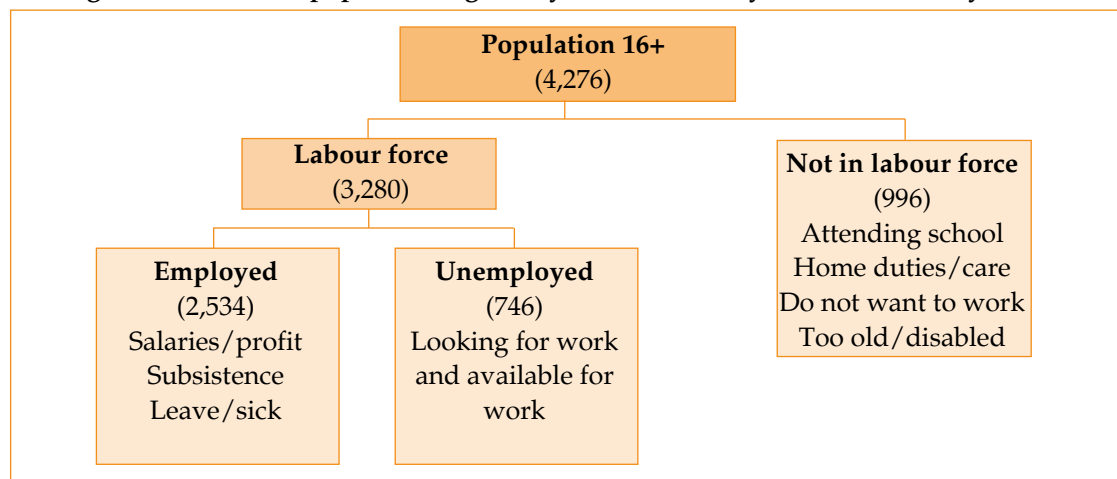 Population 16+
(4,276)
Labour force
(3,280)
Not in labour force
(996)
Attending school
Home duties/care
Do not want to work
Too old/disabled
Employed
(2,534)
Salaries/profit
Subsistence
Leave/sick
Unemployed
(746)
Looking for work
and available for
work